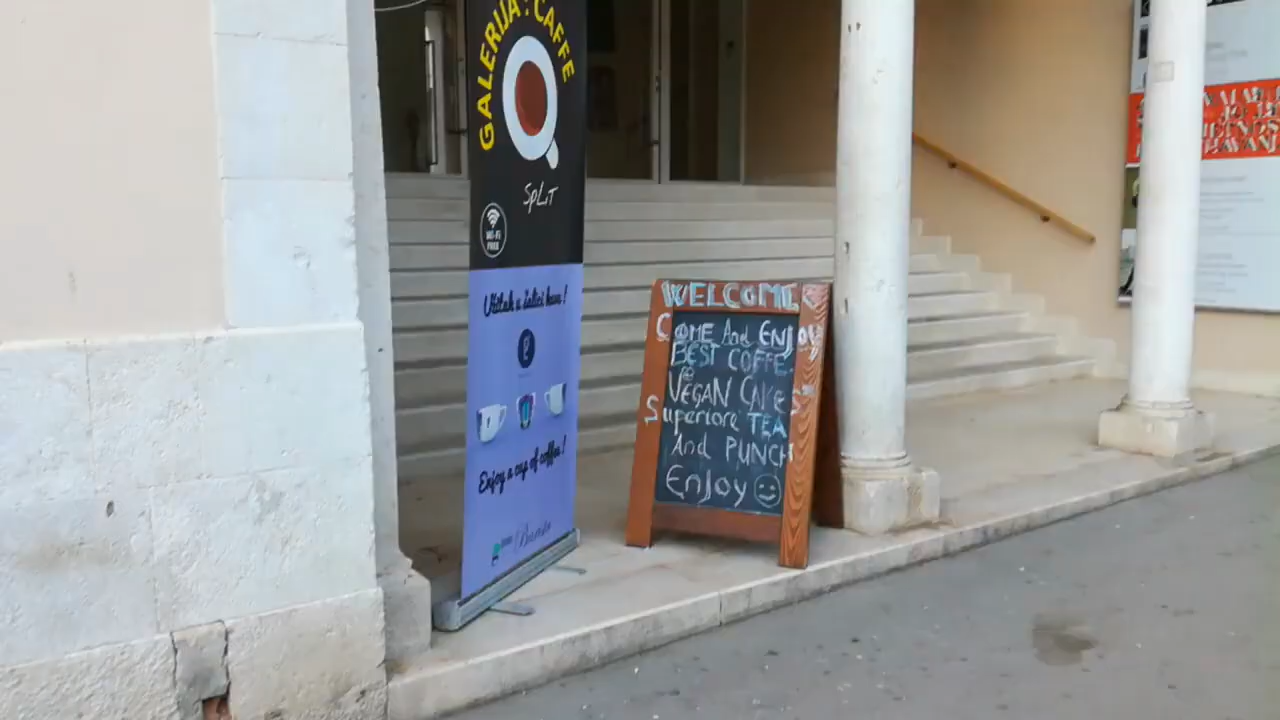 GALERIJA: CAFFE
SpLiT
WI-FI
FREE
Užitak u šalici kave!
Enjoy a cup of coffee!
WELCOME
COME And ENJOY
BEST COFFE
@
VEGAN CAKES
Superiore TEA
And PUNCH
Enjoy